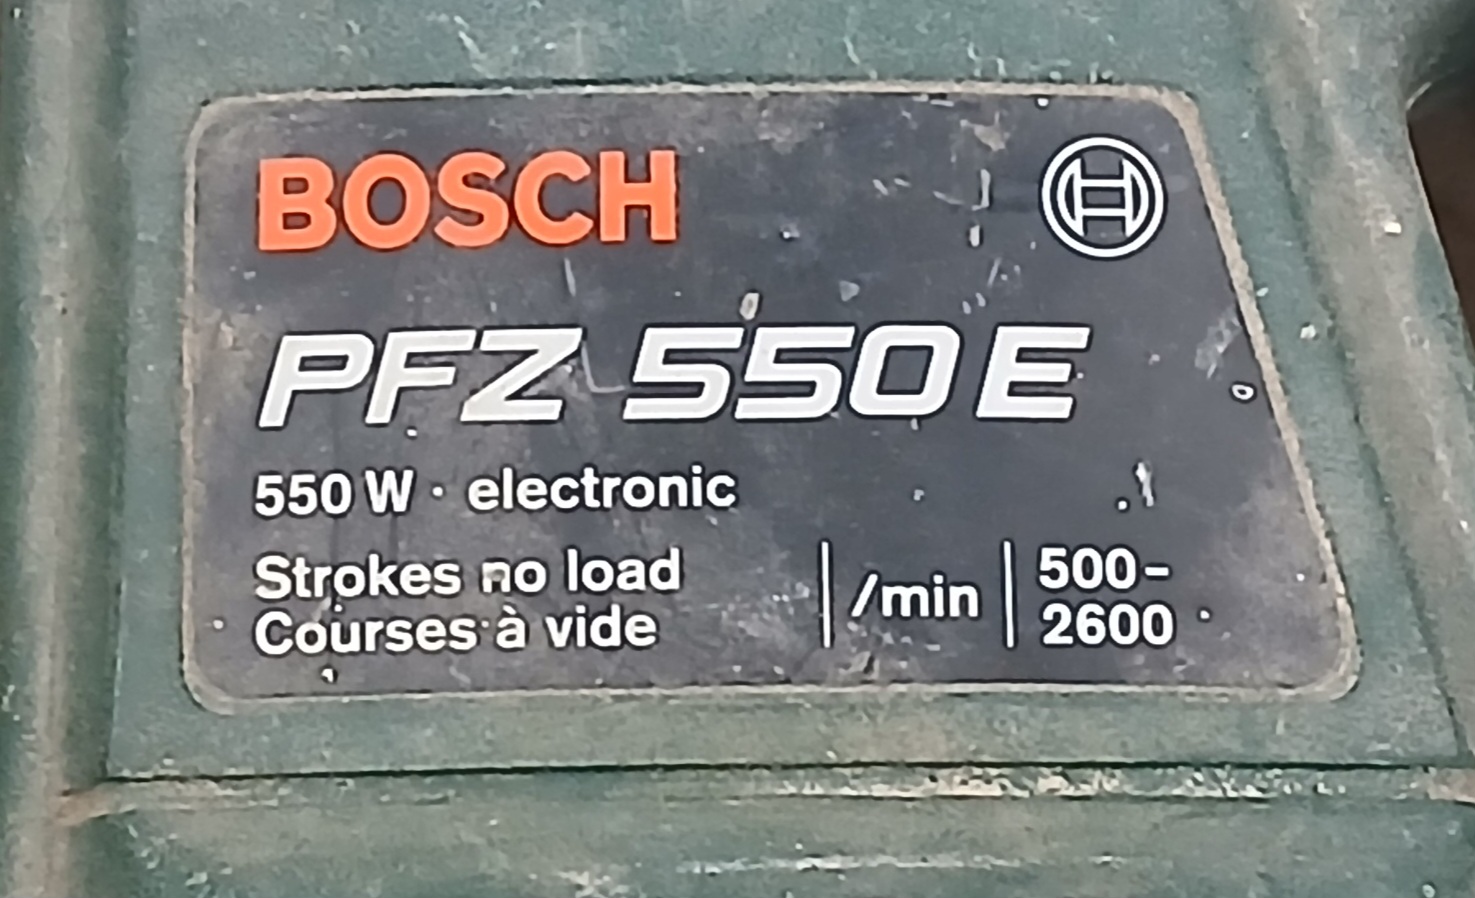 BOSCH
PFZ 550 E
550 W · electronic
Strokes no load
Courses à vide
/min
500-
2600